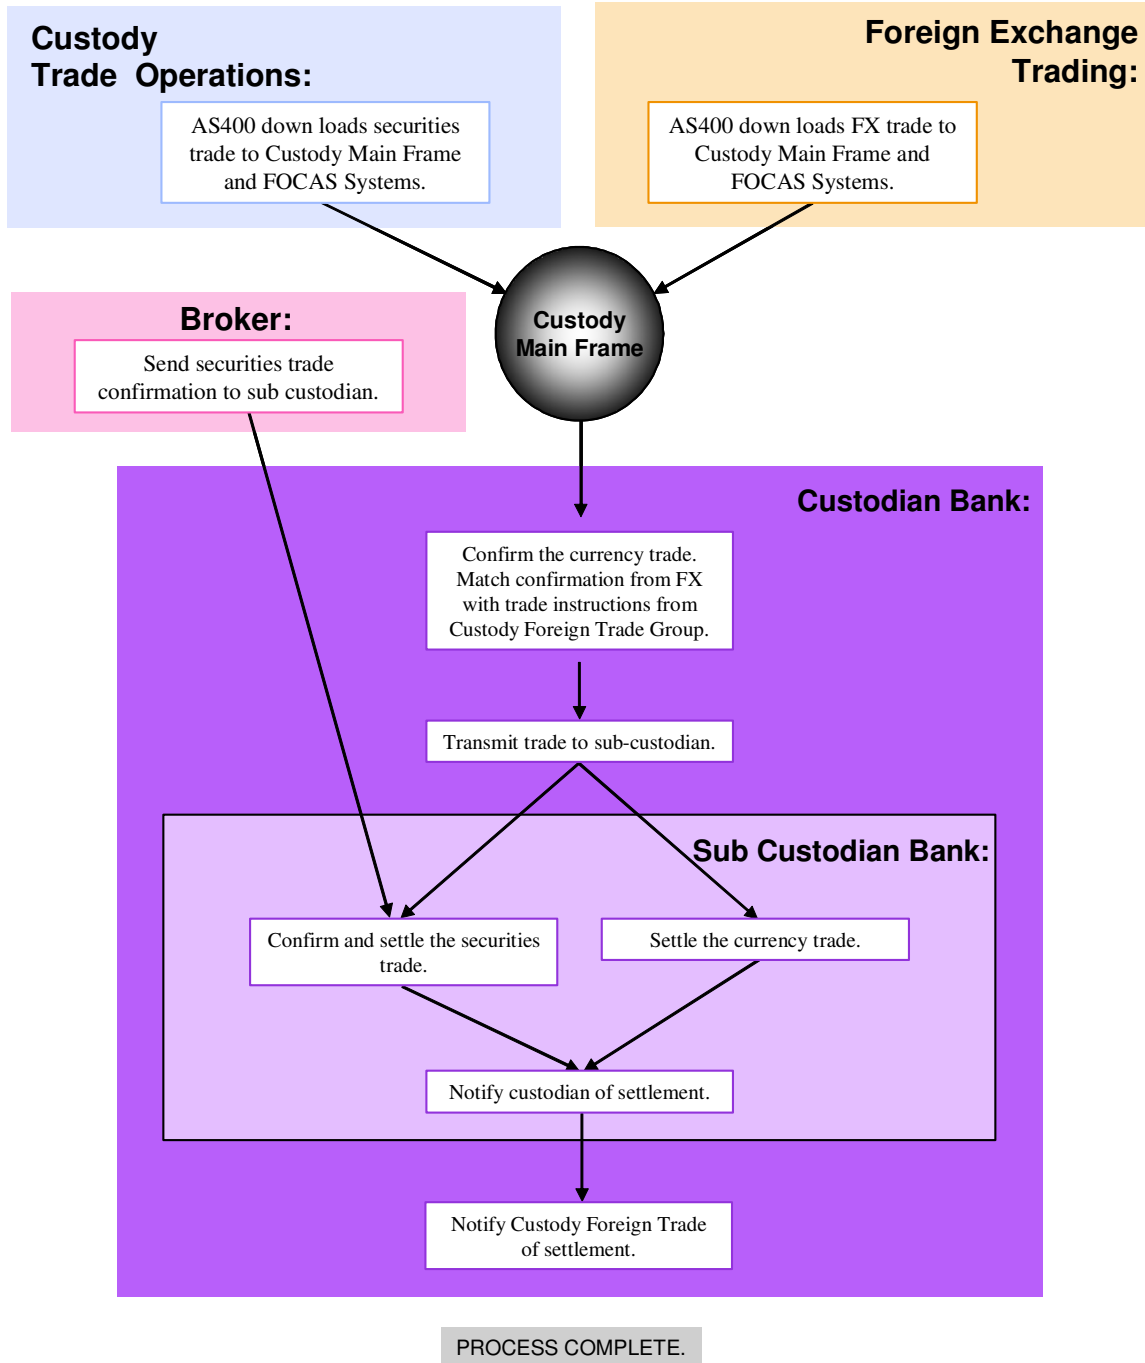 Custody
Trade  Operations:
AS400 down loads securities
trade to Custody Main Frame
and FOCAS Systems.
Foreign Exchange
Trading:
AS400 down loads FX trade to
Custody Main Frame and
FOCAS Systems.
Custody
Main Frame
Broker:
Send securities trade
confirmation to sub custodian.
Custodian Bank:
Confirm the currency trade.
Match confirmation from FX
with trade instructions from
Custody Foreign Trade Group.
Transmit trade to sub-custodian.
Sub Custodian Bank:
Confirm and settle the securities
trade.
Settle the currency trade.
Notify custodian of settlement.
Notify Custody Foreign Trade
of settlement.
PROCESS COMPLETE.